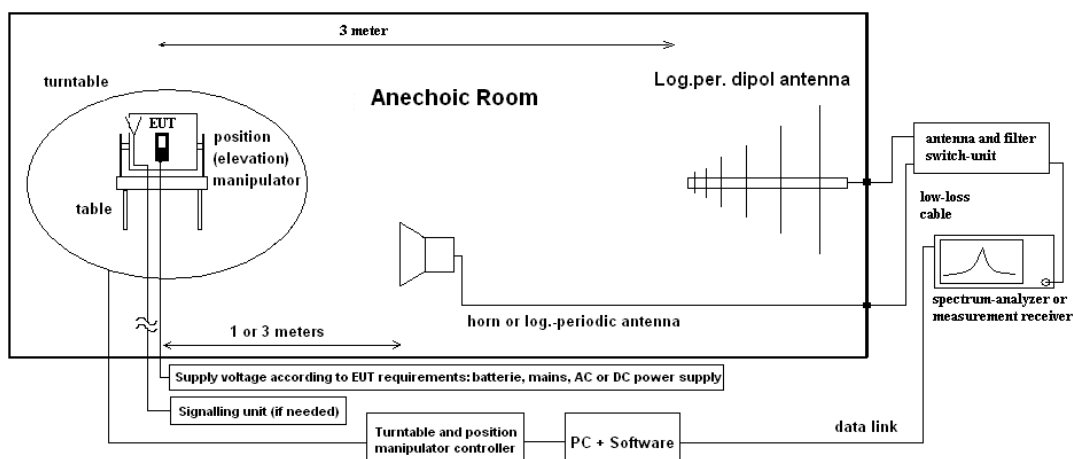 3 meter
turntable
Log.per. dipol antenna
Anechoic Room
EUT
position
(elevation)
manipulator
table
antenna and filter
switch-unit
low-loss
cable
spectrum-analyzer or
measurement receiver
horn or log.-periodic antenna
1 or 3 meters
Supply voltage according to EUT requirements: batterie, mains, AC or DC power supply
Signalling unit (if needed)
Turntable and position
manipulator controller
PC + Software
data link